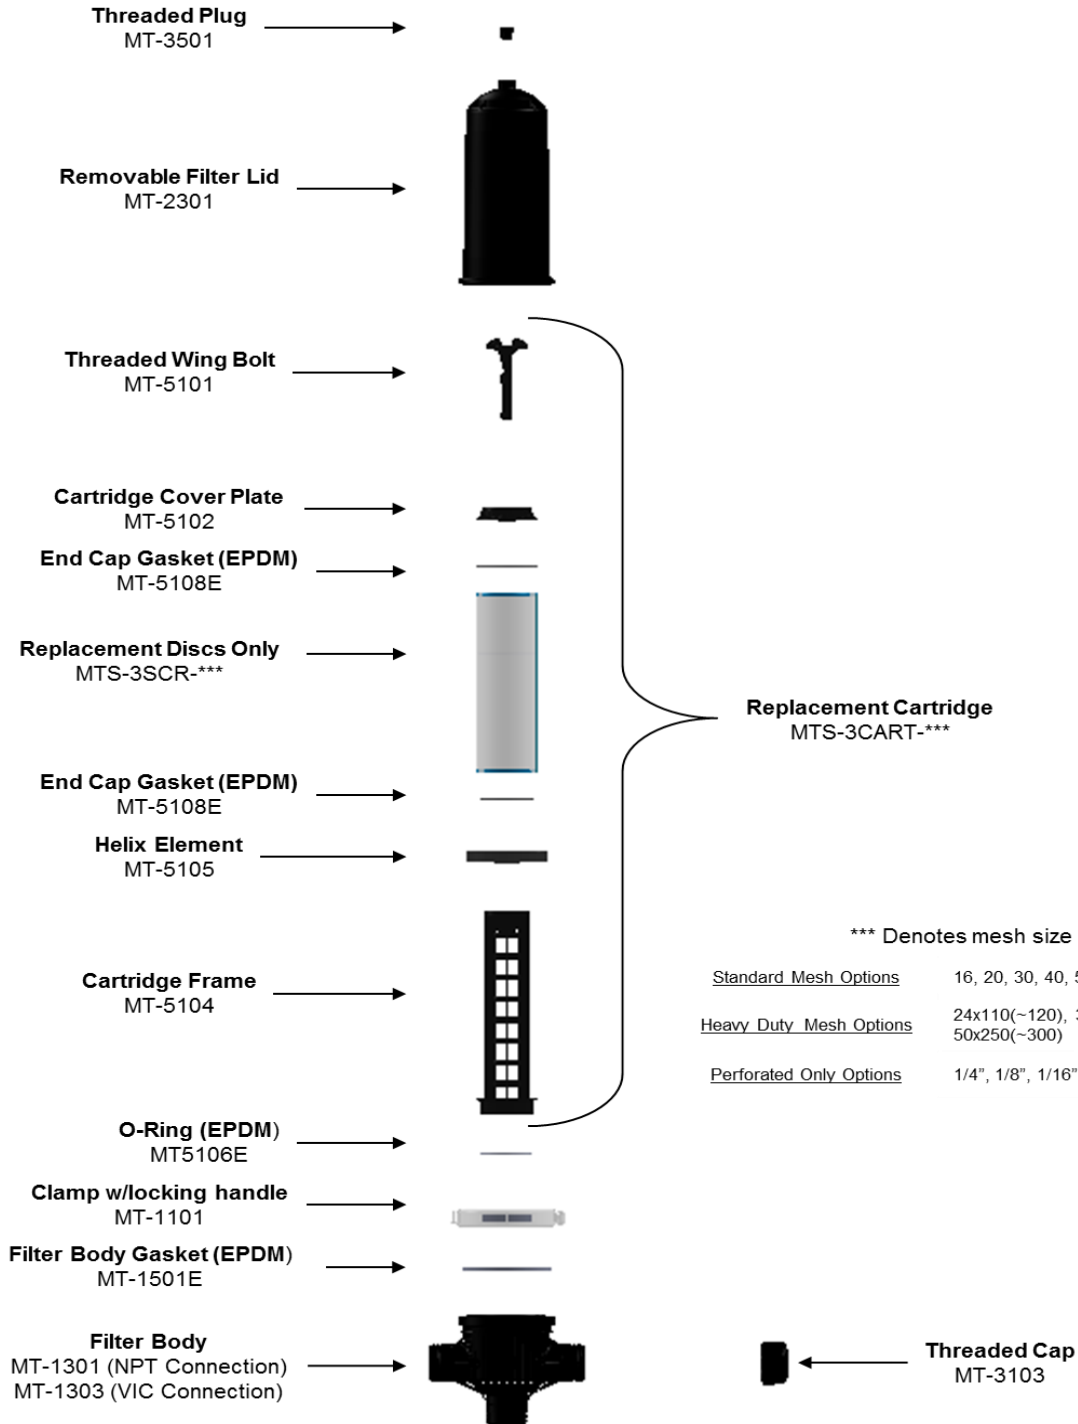 Threaded Plug
MT-3501
Removable Filter Lid
MT-2301
Threaded Wing Bolt
MT-5101
Cartridge Cover Plate
MT-5102
End Cap Gasket (EPDM)
MT-5108E
Replacement Discs Only
MTS-3SCR-***
Replacement Cartridge
MTS-3CART-***
End Cap Gasket (EPDM)
MT-5108E
Helix Element
MT-5105
Cartridge Frame
MT-5104
*** Denotes mesh size
Standard Mesh Options 16, 20, 30, 40,
Heavy Duty Mesh Options 24x110(~120),
50x250(~300)
Perforated Only Options 1/4”, 1/8”, 1/16”
O-Ring (EPDM)
MT5106E
Clamp w/locking handle
MT-1101
Filter Body Gasket (EPDM)
MT-1501E
Filter Body
MT-1301 (NPT Connection)
MT-1303 (VIC Connection)
Threaded Cap
MT-3103